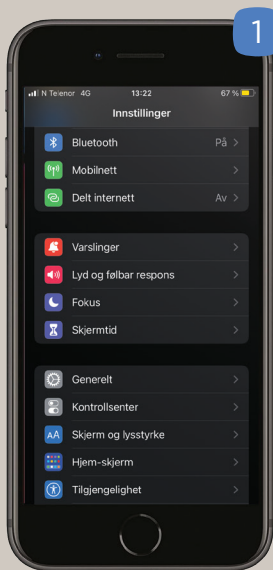 1
N Telenor 4G 13:22 67 %
Innstillinger
Bluetooth På
Mobilnett
Delt internett Av
Varslinger
Lyd og følbar respons
Fokus
Skjermtid
Generelt
Kontrollsenter
AA Skjerm og lysstyrke
Hjem-skjerm
Tilgjengelighet